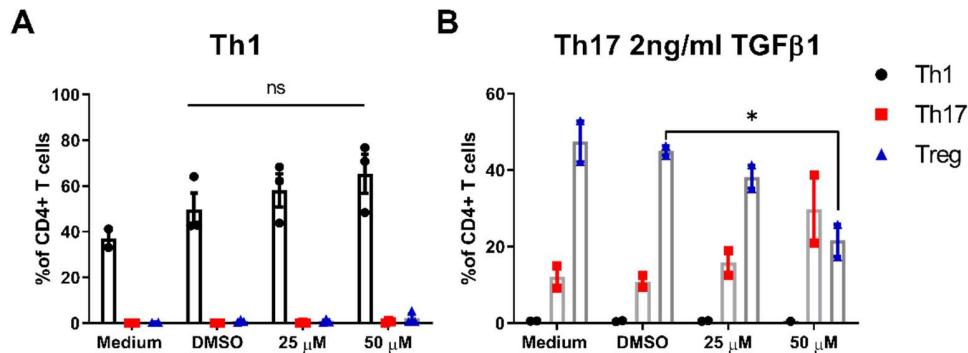 A
Th1
%of CD4+ T cells
100
80
60
40
20
0
ns
Medium DMSO 25 μM 50 μM
B
Th17 2ng/ml TGFβ1
%of CD4+ T cells
60
40
20
0
*
Medium DMSO 25 μM 50 μM
Th1
Th17
Treg